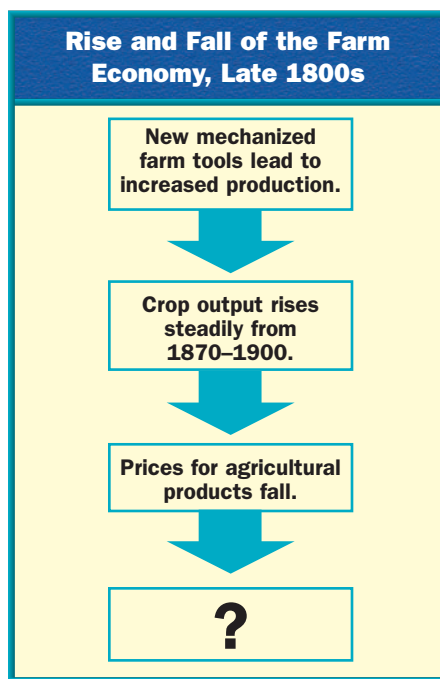 Rise and Fall of the Farm
Economy, Late 1800s
New mechanized
farm tools lead to
increased production.
Crop output rises
steadily from
1870–1900.
Prices for agricultural
products fall.
?